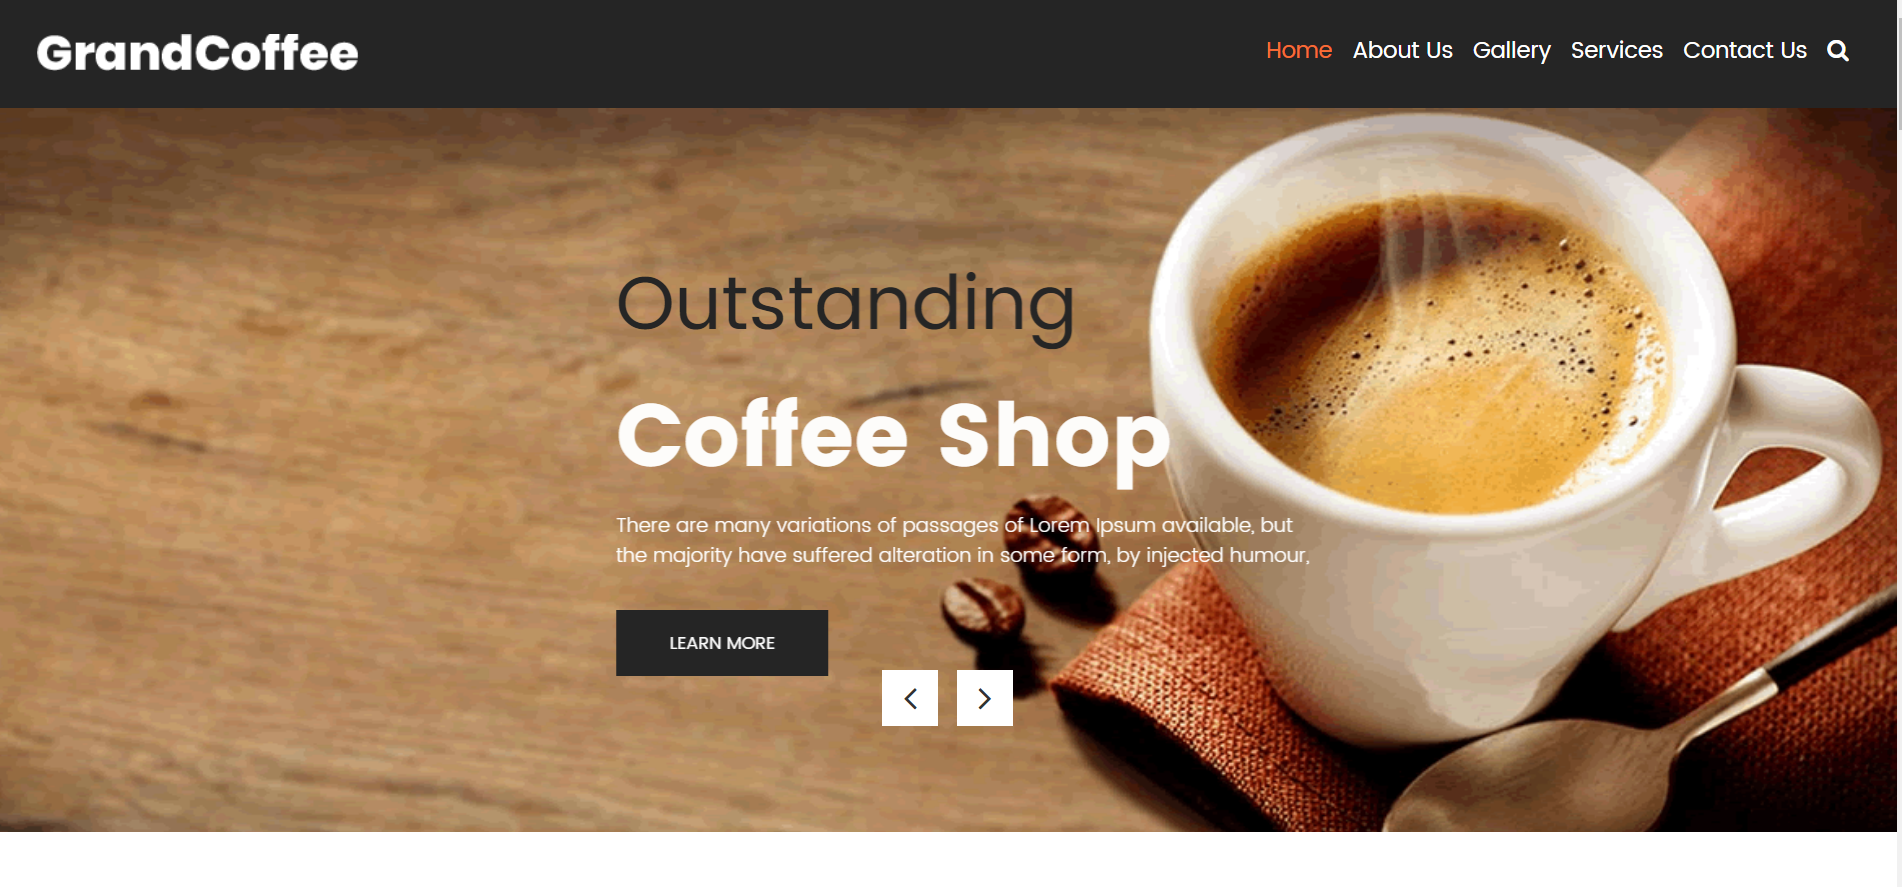 GrandCoffee
Home About Us Gallery Services Contact Us
Outstanding
Coffee Shop
There are many variations of passages of Lorem Ipsum available, but
the majority have suffered alteration in some form, by injected humour,
LEARN MORE